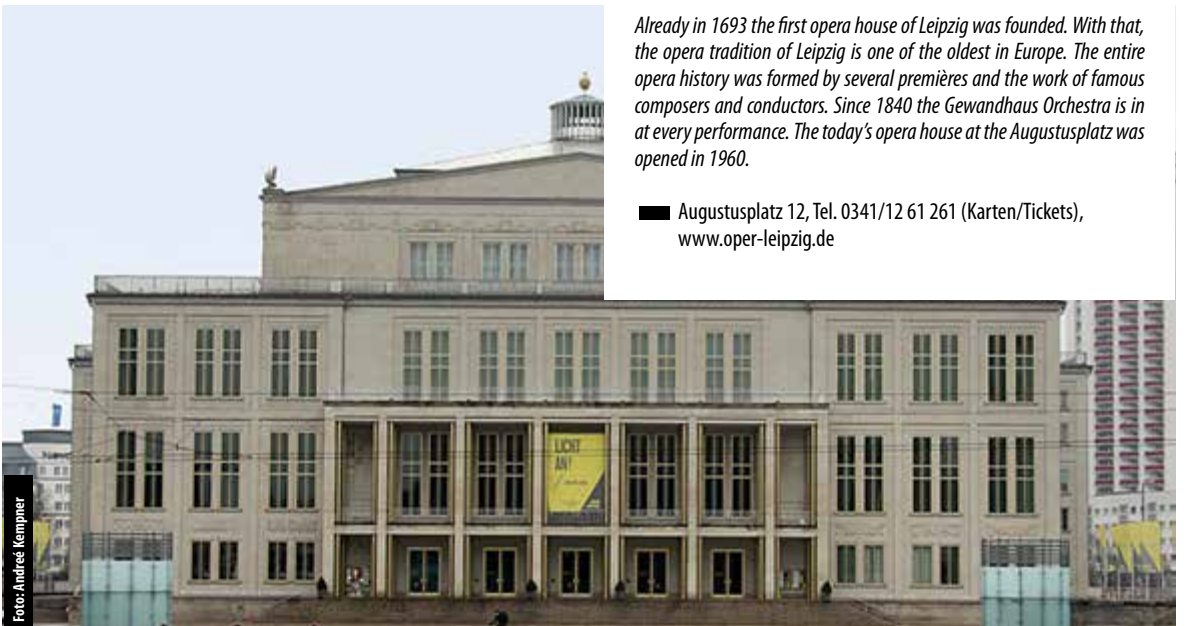 Already in 1693 the first opera house of Leipzig was founded. With that,
the opera tradition of Leipzig is one of the oldest in Europe. The entire
opera history was formed by several premières and the work of famous
composers and conductors. Since 1840 the Gewandhaus Orchestra is in
at every performance. The today's opera house at the Augustusplatz was
opened in 1960.
Augustusplatz 12, Tel. 0341/12 61 261 (Karten/Tickets),
www.oper-leipzig.de
LICHT
AN!
Foto: Andreé Kempner